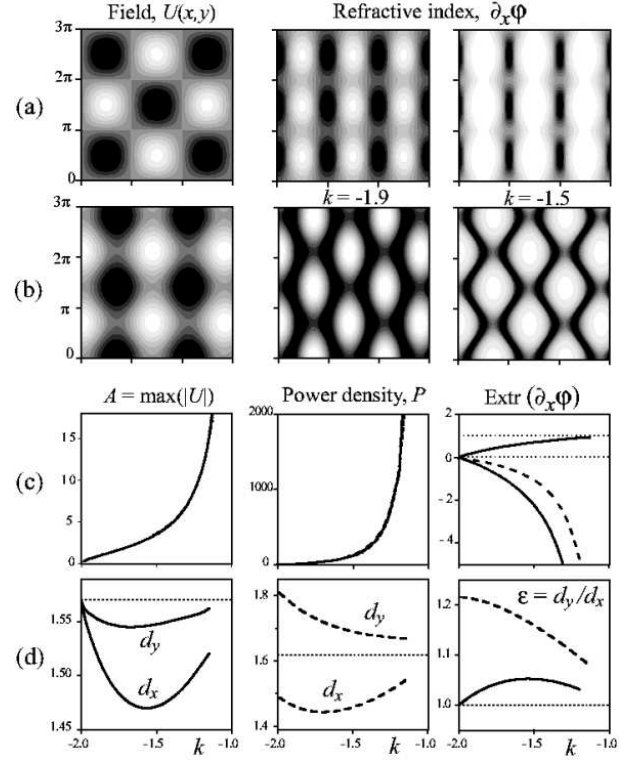 Field, U(x,y)
Refractive index, ∂ₓφ
3π
2π
(a)
π
0
k = -1.9
k = -1.5
3π
2π
(b)
π
0
A = max(|U|)
Power density, P
Extr (∂ₓφ)
15
10
5
0
2000
1000
0
2
0
-2
-4
(c)
1.55
1.50
1.45
dy
dx
1.8
1.6
1.4
dy
dx
1.2
1.1
1.0
ε = dy/dx
(d)
-2.0 -1.5 k -1.0
-2.0 -1.5 k -1.0
-2.0 -1.5 k -1.0